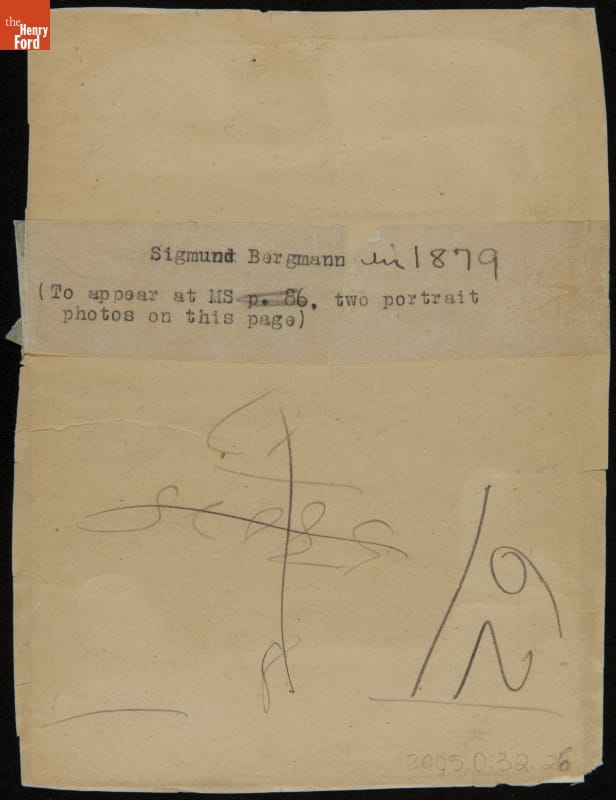 the
Henry
Ford
Sigmund Bergmann in 1879
(To appear at MS p. 86, two portrait
photos on this page)
2005.0.32.26